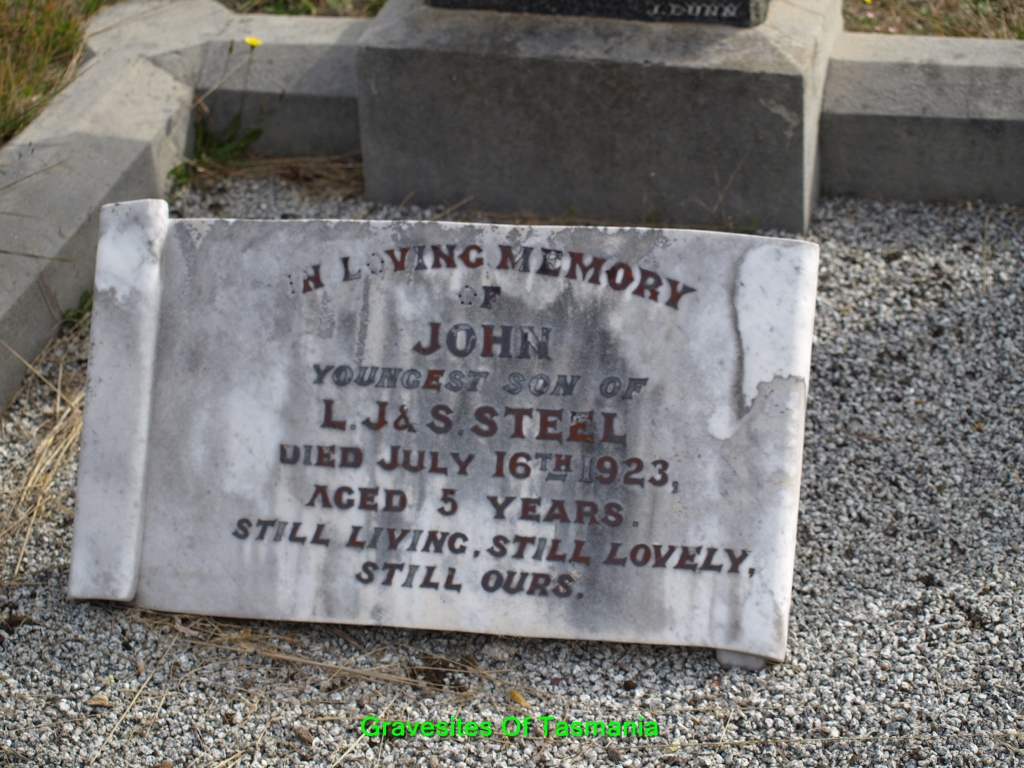 J. DUNN
IN LOVING MEMORY
OF
JOHN
YOUNGEST SON OF
L. J & S. STEEL
DIED JULY 16TH 1923,
AGED 5 YEARS.
STILL LIVING, STILL LOVELY,
STILL OURS.
Gravesites Of Tasmania